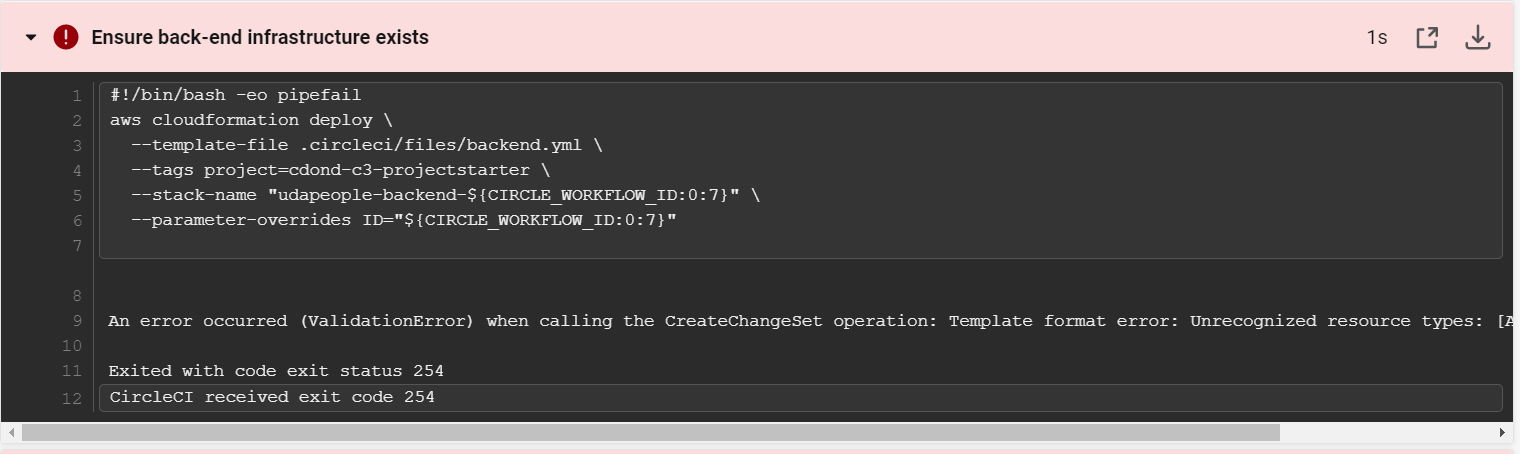 Ensure back-end infrastructure exists
1s
1 #!/bin/bash -eo pipefail
2 aws cloudformation deploy \
3 --template-file .circleci/files/backend.yml \
4 --tags project=cdond-c3-projectstarter \
5 --stack-name "udapeople-backend-${CIRCLE_WORKFLOW_ID:0:7}" \
6 --parameter-overrides ID="${CIRCLE_WORKFLOW_ID:0:7}"
7
8
9 An error occurred (ValidationError) when calling the CreateChangeSet operation: Template format error: Unrecognized resource types: [A
10
11 Exited with code exit status 254
12 CircleCI received exit code 254